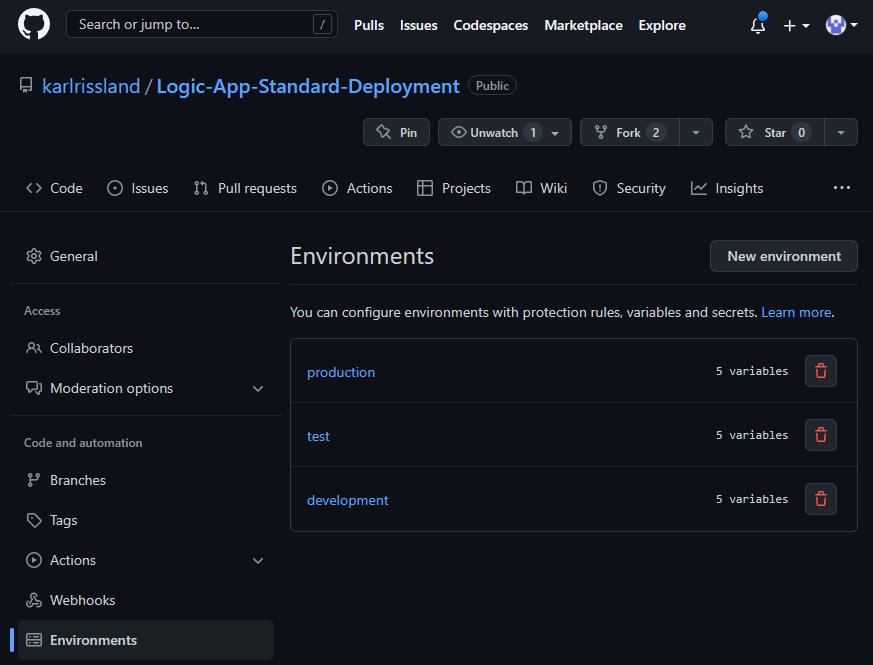 Search or jump to... /
Pulls Issues Codespaces Marketplace Explore
karlrissland / Logic-App-Standard-Deployment Public
Pin Unwatch 1 Fork 2 Star 0
Code Issues Pull requests Actions Projects Wiki Security Insights
General
Access
Collaborators
Moderation options
Code and automation
Branches
Tags
Actions
Webhooks
Environments
Environments
New environment
You can configure environments with protection rules, variables and secrets. Learn more.
production 5 variables
test 5 variables
development 5 variables